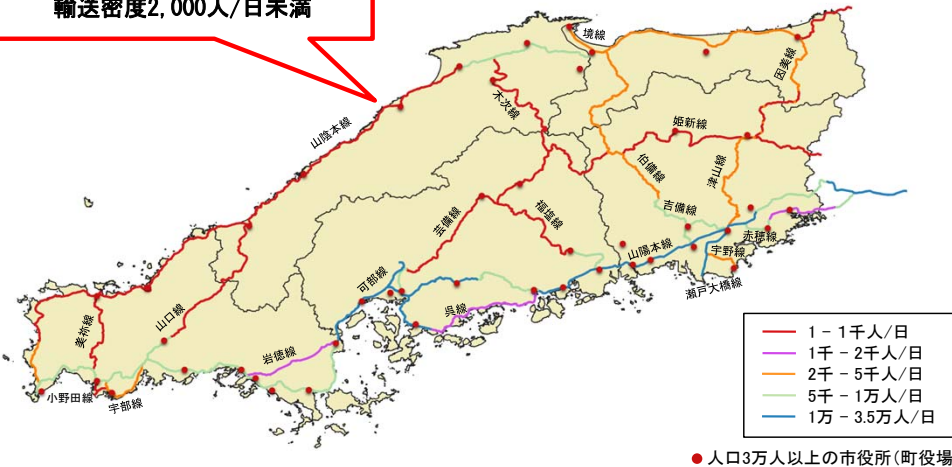 輸送密度2,000人/日未満
境線
因美線
木次線
山陰本線
姫新線
伯備線
津山線
吉備線
芸備線
福塩線
赤穂線
山陽本線
宇野線
瀬戸大橋線
可部線
呉線
山口線
美祢線
岩徳線
小野田線
宇部線
1 – 1千人/日
1千 – 2千人/日
2千 – 5千人/日
5千 – 1万人/日
1万 – 3.5万人/日
●人口3万人以上の市役所(町役場